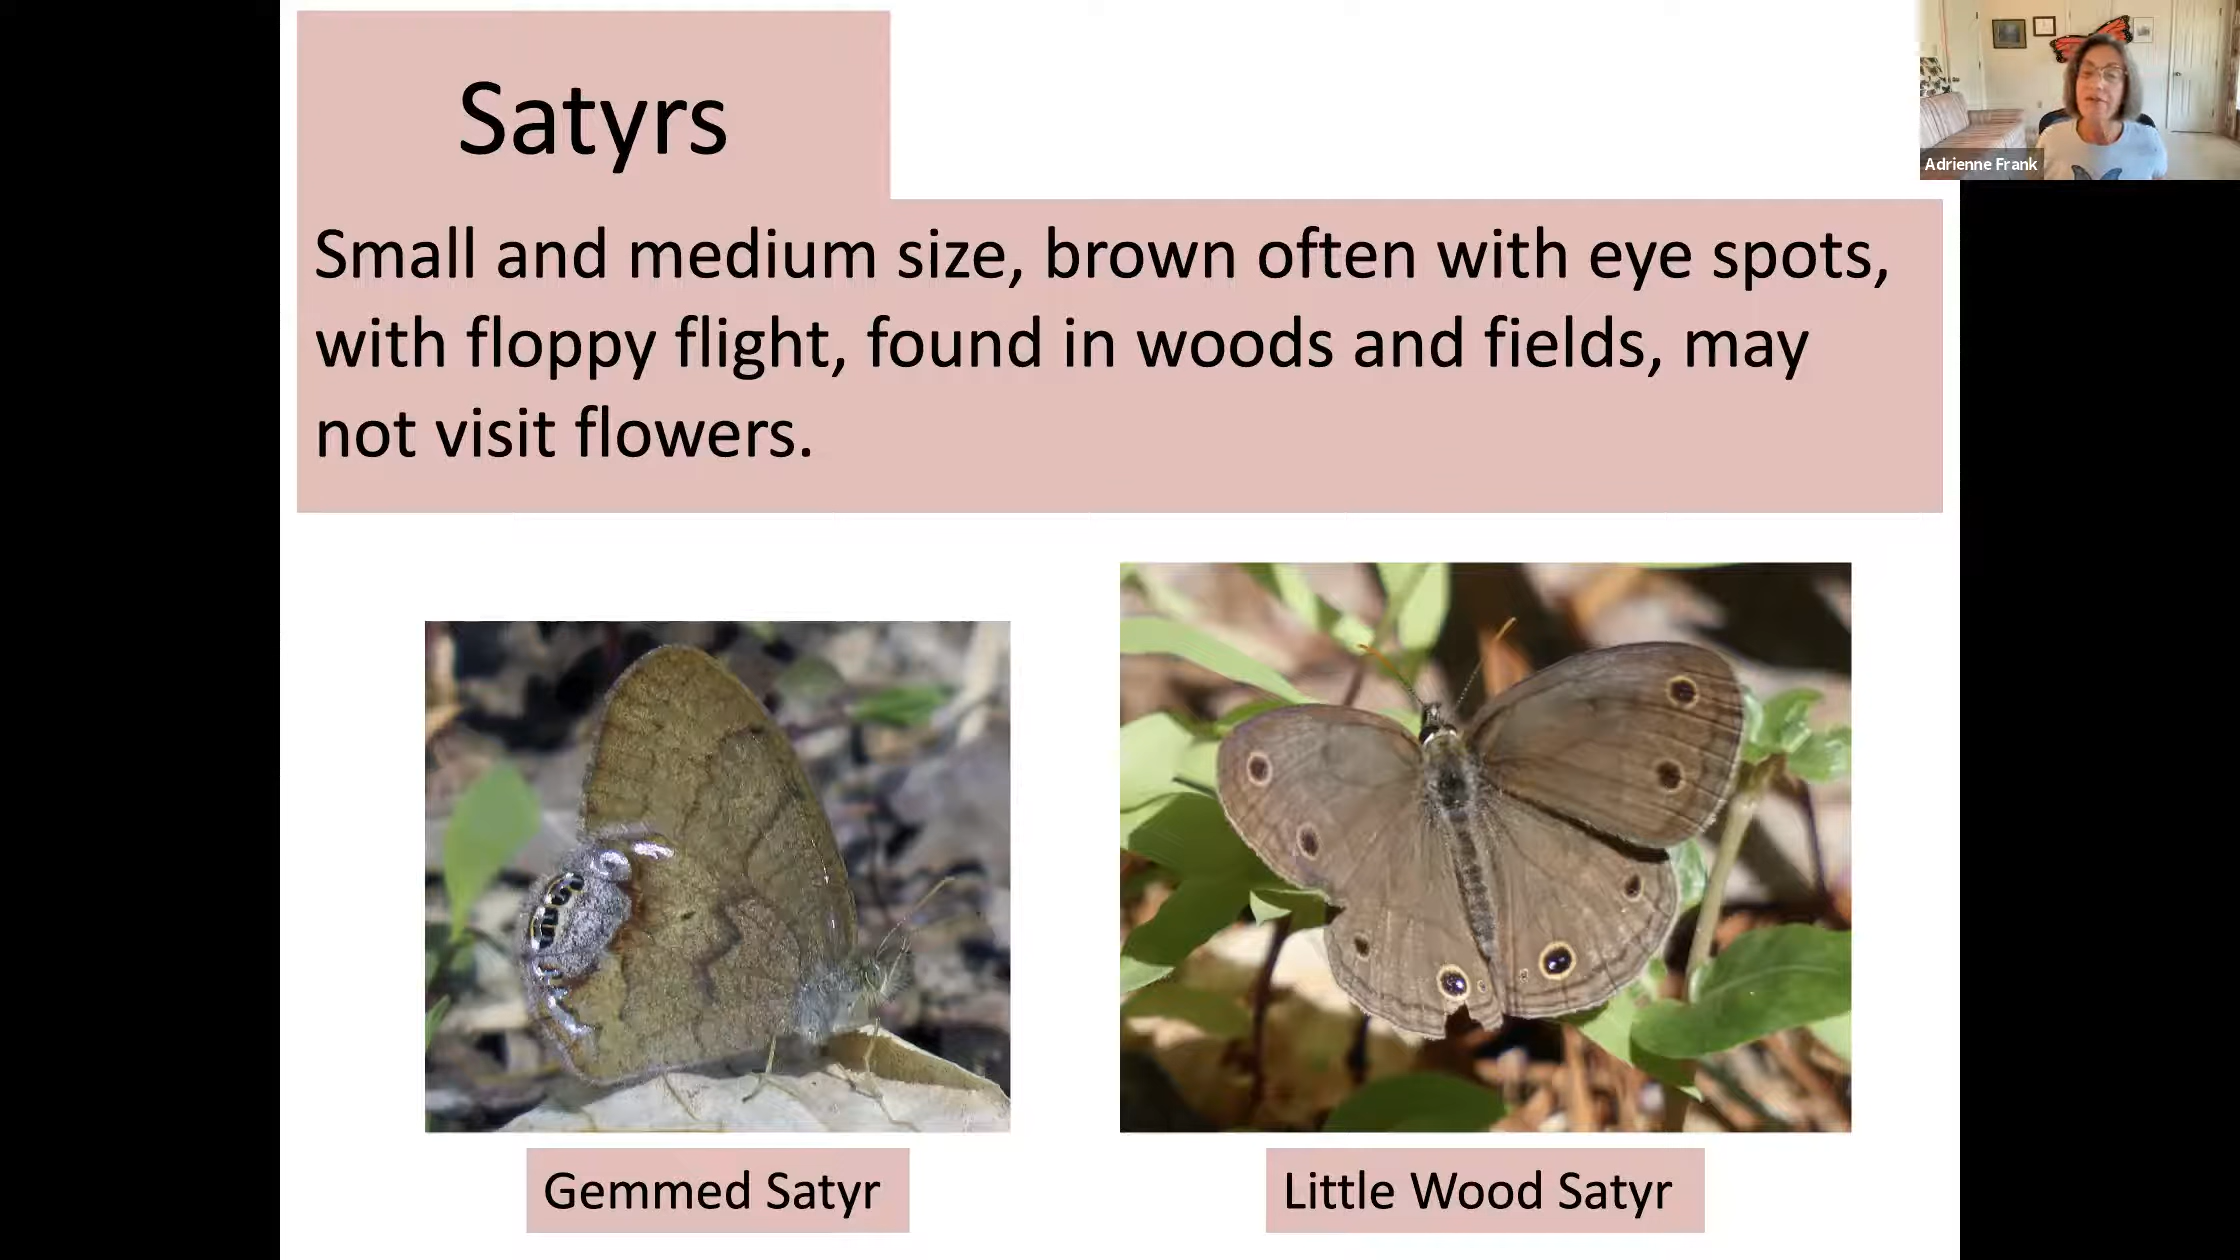 Satyrs
Adrienne Frank
Small and medium size, brown often with eye spots,
with floppy flight, found in woods and fields, may
not visit flowers.
Gemmed Satyr
Little Wood Satyr